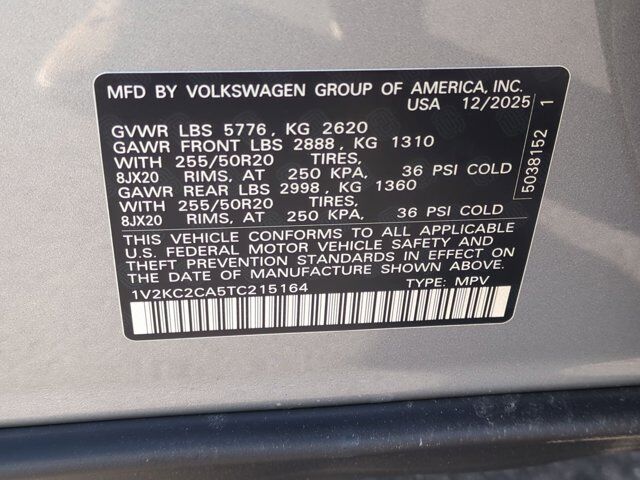 MFD BY VOLKSWAGEN GROUP OF AMERICA, INC.
USA 12/2025
GVWR LBS 5776, KG 2620
GAWR FRONT LBS 2888, KG 1310
WITH 255/50R20 TIRES,
8JX20 RIMS, AT 250 KPA, 36 PSI COLD
GAWR REAR LBS 2998, KG 1360
WITH 255/50R20 TIRES,
8JX20 RIMS, AT 250 KPA, 36 PSI COLD
THIS VEHICLE CONFORMS TO ALL APPLICABLE
U.S. FEDERAL MOTOR VEHICLE SAFETY AND
THEFT PREVENTION STANDARDS IN EFFECT ON
THE DATE OF MANUFACTURE SHOWN ABOVE.
1V2KC2CA5TC215164 TYPE: MPV
5038152 1